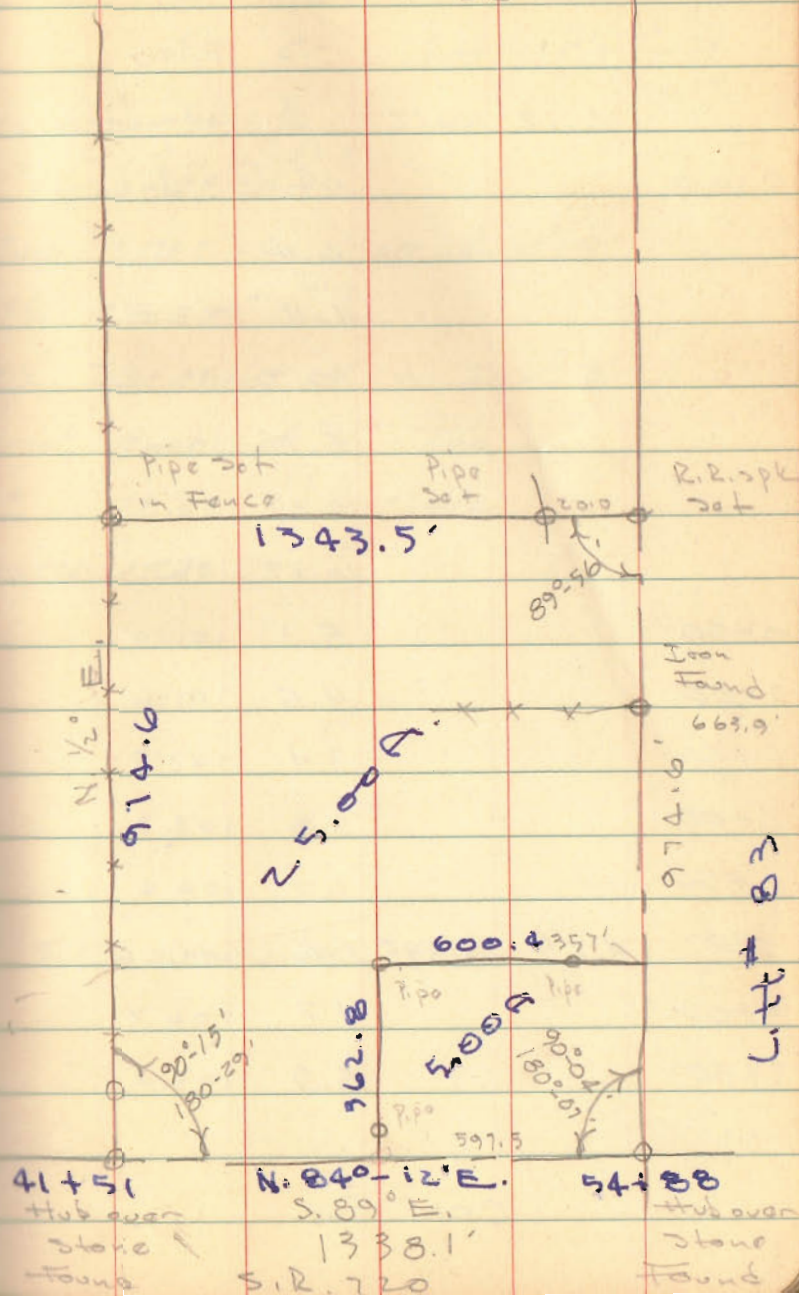 Pipe set
in Fence
Pipe
Set
20.0
R.R. spk
set
1343.5'
89°-56'
Iron
Found
663.9'
N. 1/2° E.
974.6
974.6'
25.00 A.
600.4
357'
Pipe
Pipe
362.8
5.00 A
90°-15'
180-29'
90°-04'
180°-07'
Pipe
597.5
41+51
N. 84°-12' E.
54+88
Hub over
Stone
Found
S. 89° E.
1338.1'
S.R. 720
Hub over
Stone
Found